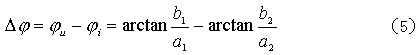 Δφ = φ_u − φ_i = arctan b_1/a_1 − arctan b_2/a_2 (5)